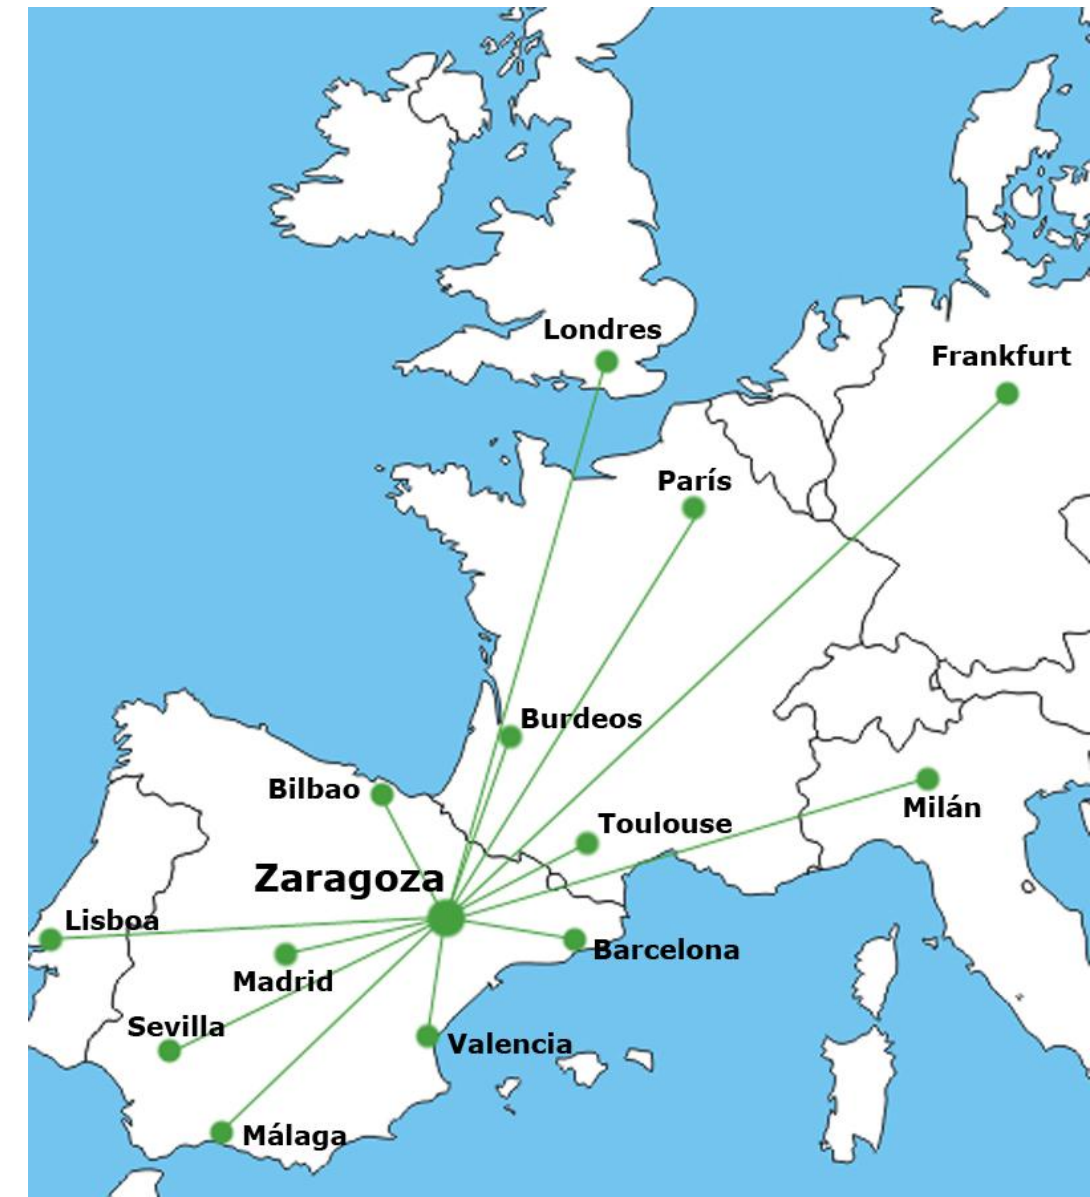 Londres
Frankfurt
París
Burdeos
Bilbao
Milán
Toulouse
Zaragoza
Lisboa
Barcelona
Madrid
Sevilla
Valencia
Málaga